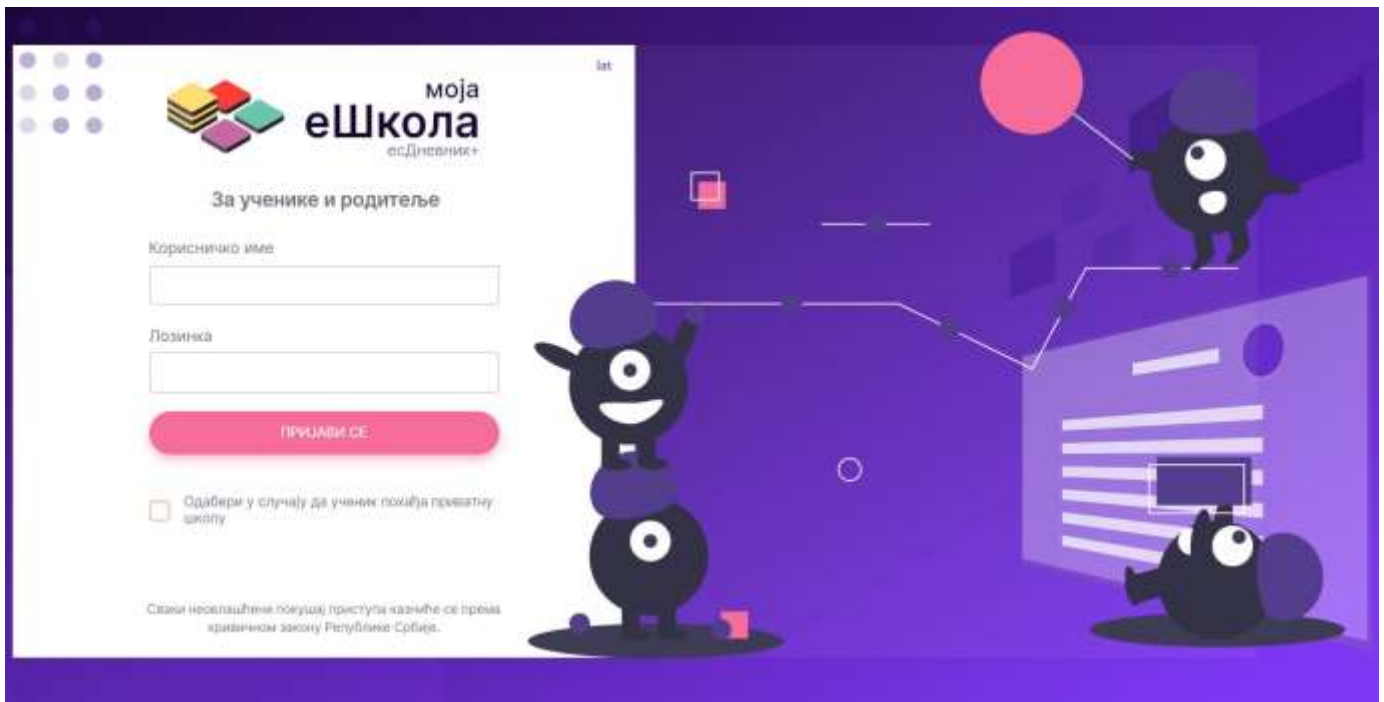 lat
моја
еШкола
есДневник+
За ученике и родитеље
Корисничко име
Лозинка
ПРИЈАВИ СЕ
Одабери у случају да ученик похађа приватну
школу
Сваки неовлашћени покушај приступа казниће се према
кривичном закону Републике Србије.